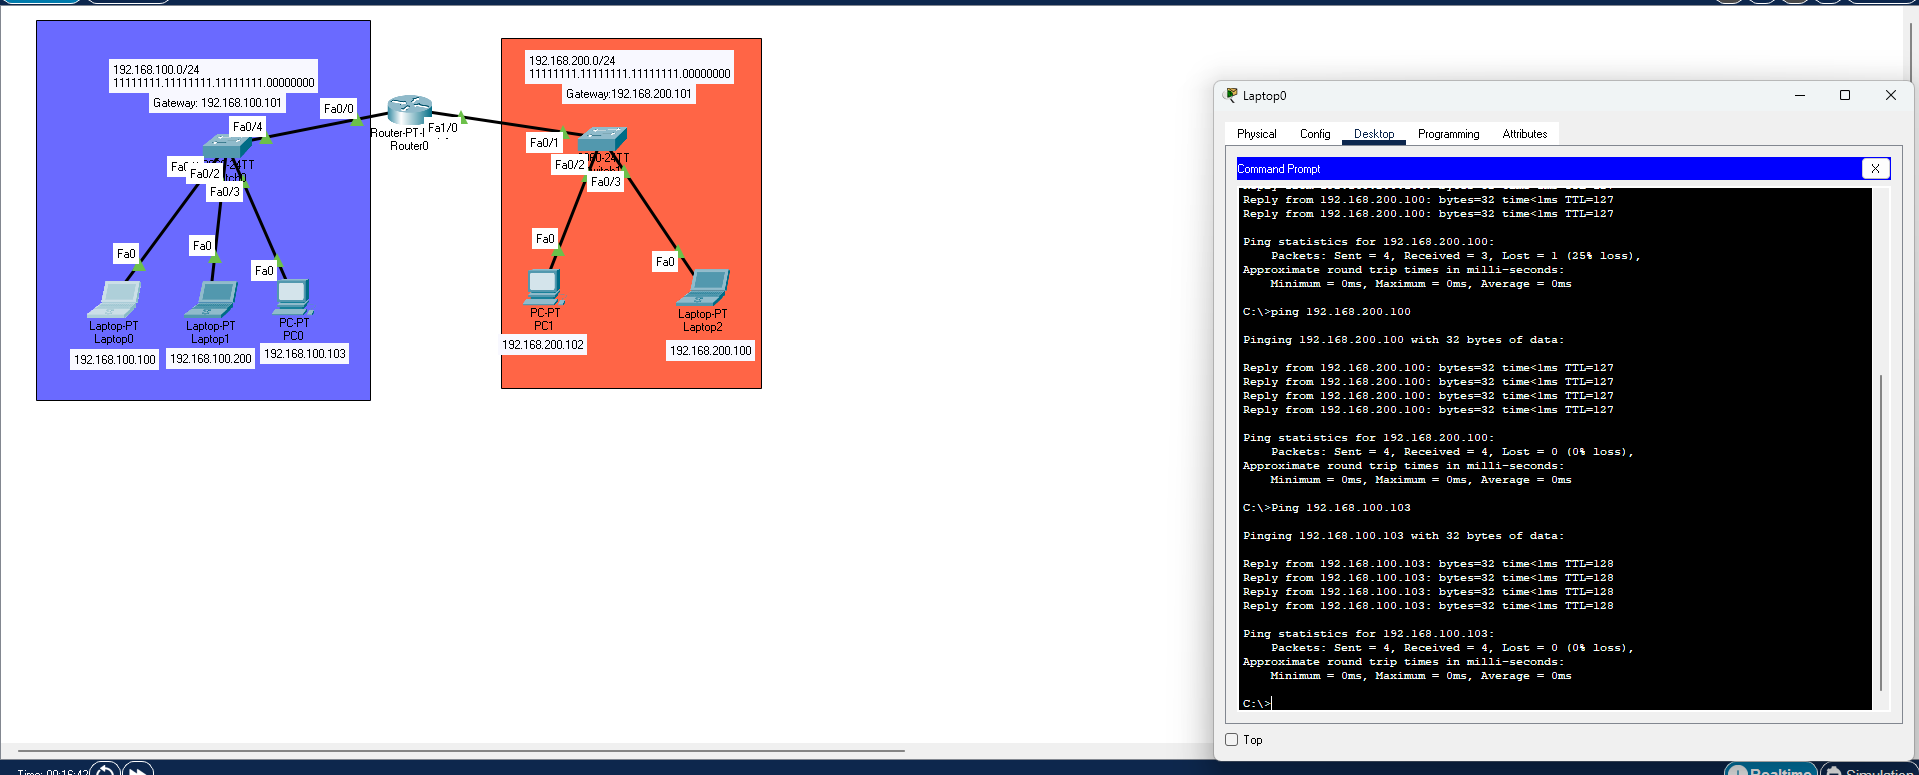 192.168.100.0/24
11111111.11111111.11111111.00000000
Gateway: 192.168.100.101
Fa0/0
Fa0/4
Fa0/2
Fa0/3
Router-PT-
Fa1/0
Router0
Fa0
Fa0
Fa0
Laptop-PT
Laptop0
192.168.100.100
Laptop-PT
Laptop1
192.168.100.200
PC-PT
PC0
192.168.100.103
192.168.200.0/24
11111111.11111111.11111111.00000000
Gateway:192.168.200.101
Fa0/1
Fa0/2
Fa0/3
Fa0
Fa0
PC-PT
PC1
192.168.200.102
Laptop-PT
Laptop2
192.168.200.100
Laptop0
Physical Config Desktop Programming Attributes
Command Prompt
X
Reply from 192.168.200.100: bytes=32 time<1ms TTL=127
Reply from 192.168.200.100: bytes=32 time<1ms TTL=127
Ping statistics for 192.168.200.100:
Packets: Sent = 4, Received = 3, Lost = 1 (25% loss),
Approximate round trip times in milli-seconds:
Minimum = 0ms, Maximum = 0ms, Average = 0ms
C:\>ping 192.168.200.100
Pinging 192.168.200.100 with 32 bytes of data:
Reply from 192.168.200.100: bytes=32 time<1ms TTL=127
Reply from 192.168.200.100: bytes=32 time<1ms TTL=127
Reply from 192.168.200.100: bytes=32 time<1ms TTL=127
Reply from 192.168.200.100: bytes=32 time<1ms TTL=127
Ping statistics for 192.168.200.100:
Packets: Sent = 4, Received = 4, Lost = 0 (0% loss),
Approximate round trip times in milli-seconds:
Minimum = 0ms, Maximum = 0ms, Average = 0ms
C:\>Ping 192.168.100.103
Pinging 192.168.100.103 with 32 bytes of data:
Reply from 192.168.100.103: bytes=32 time<1ms TTL=128
Reply from 192.168.100.103: bytes=32 time<1ms TTL=128
Reply from 192.168.100.103: bytes=32 time<1ms TTL=128
Reply from 192.168.100.103: bytes=32 time<1ms TTL=128
Ping statistics for 192.168.100.103:
Packets: Sent = 4, Received = 4, Lost = 0 (0% loss),
Approximate round trip times in milli-seconds:
Minimum = 0ms, Maximum = 0ms, Average = 0ms
C:\>
Top
Time: 00:16:42
Realtime
Simulation